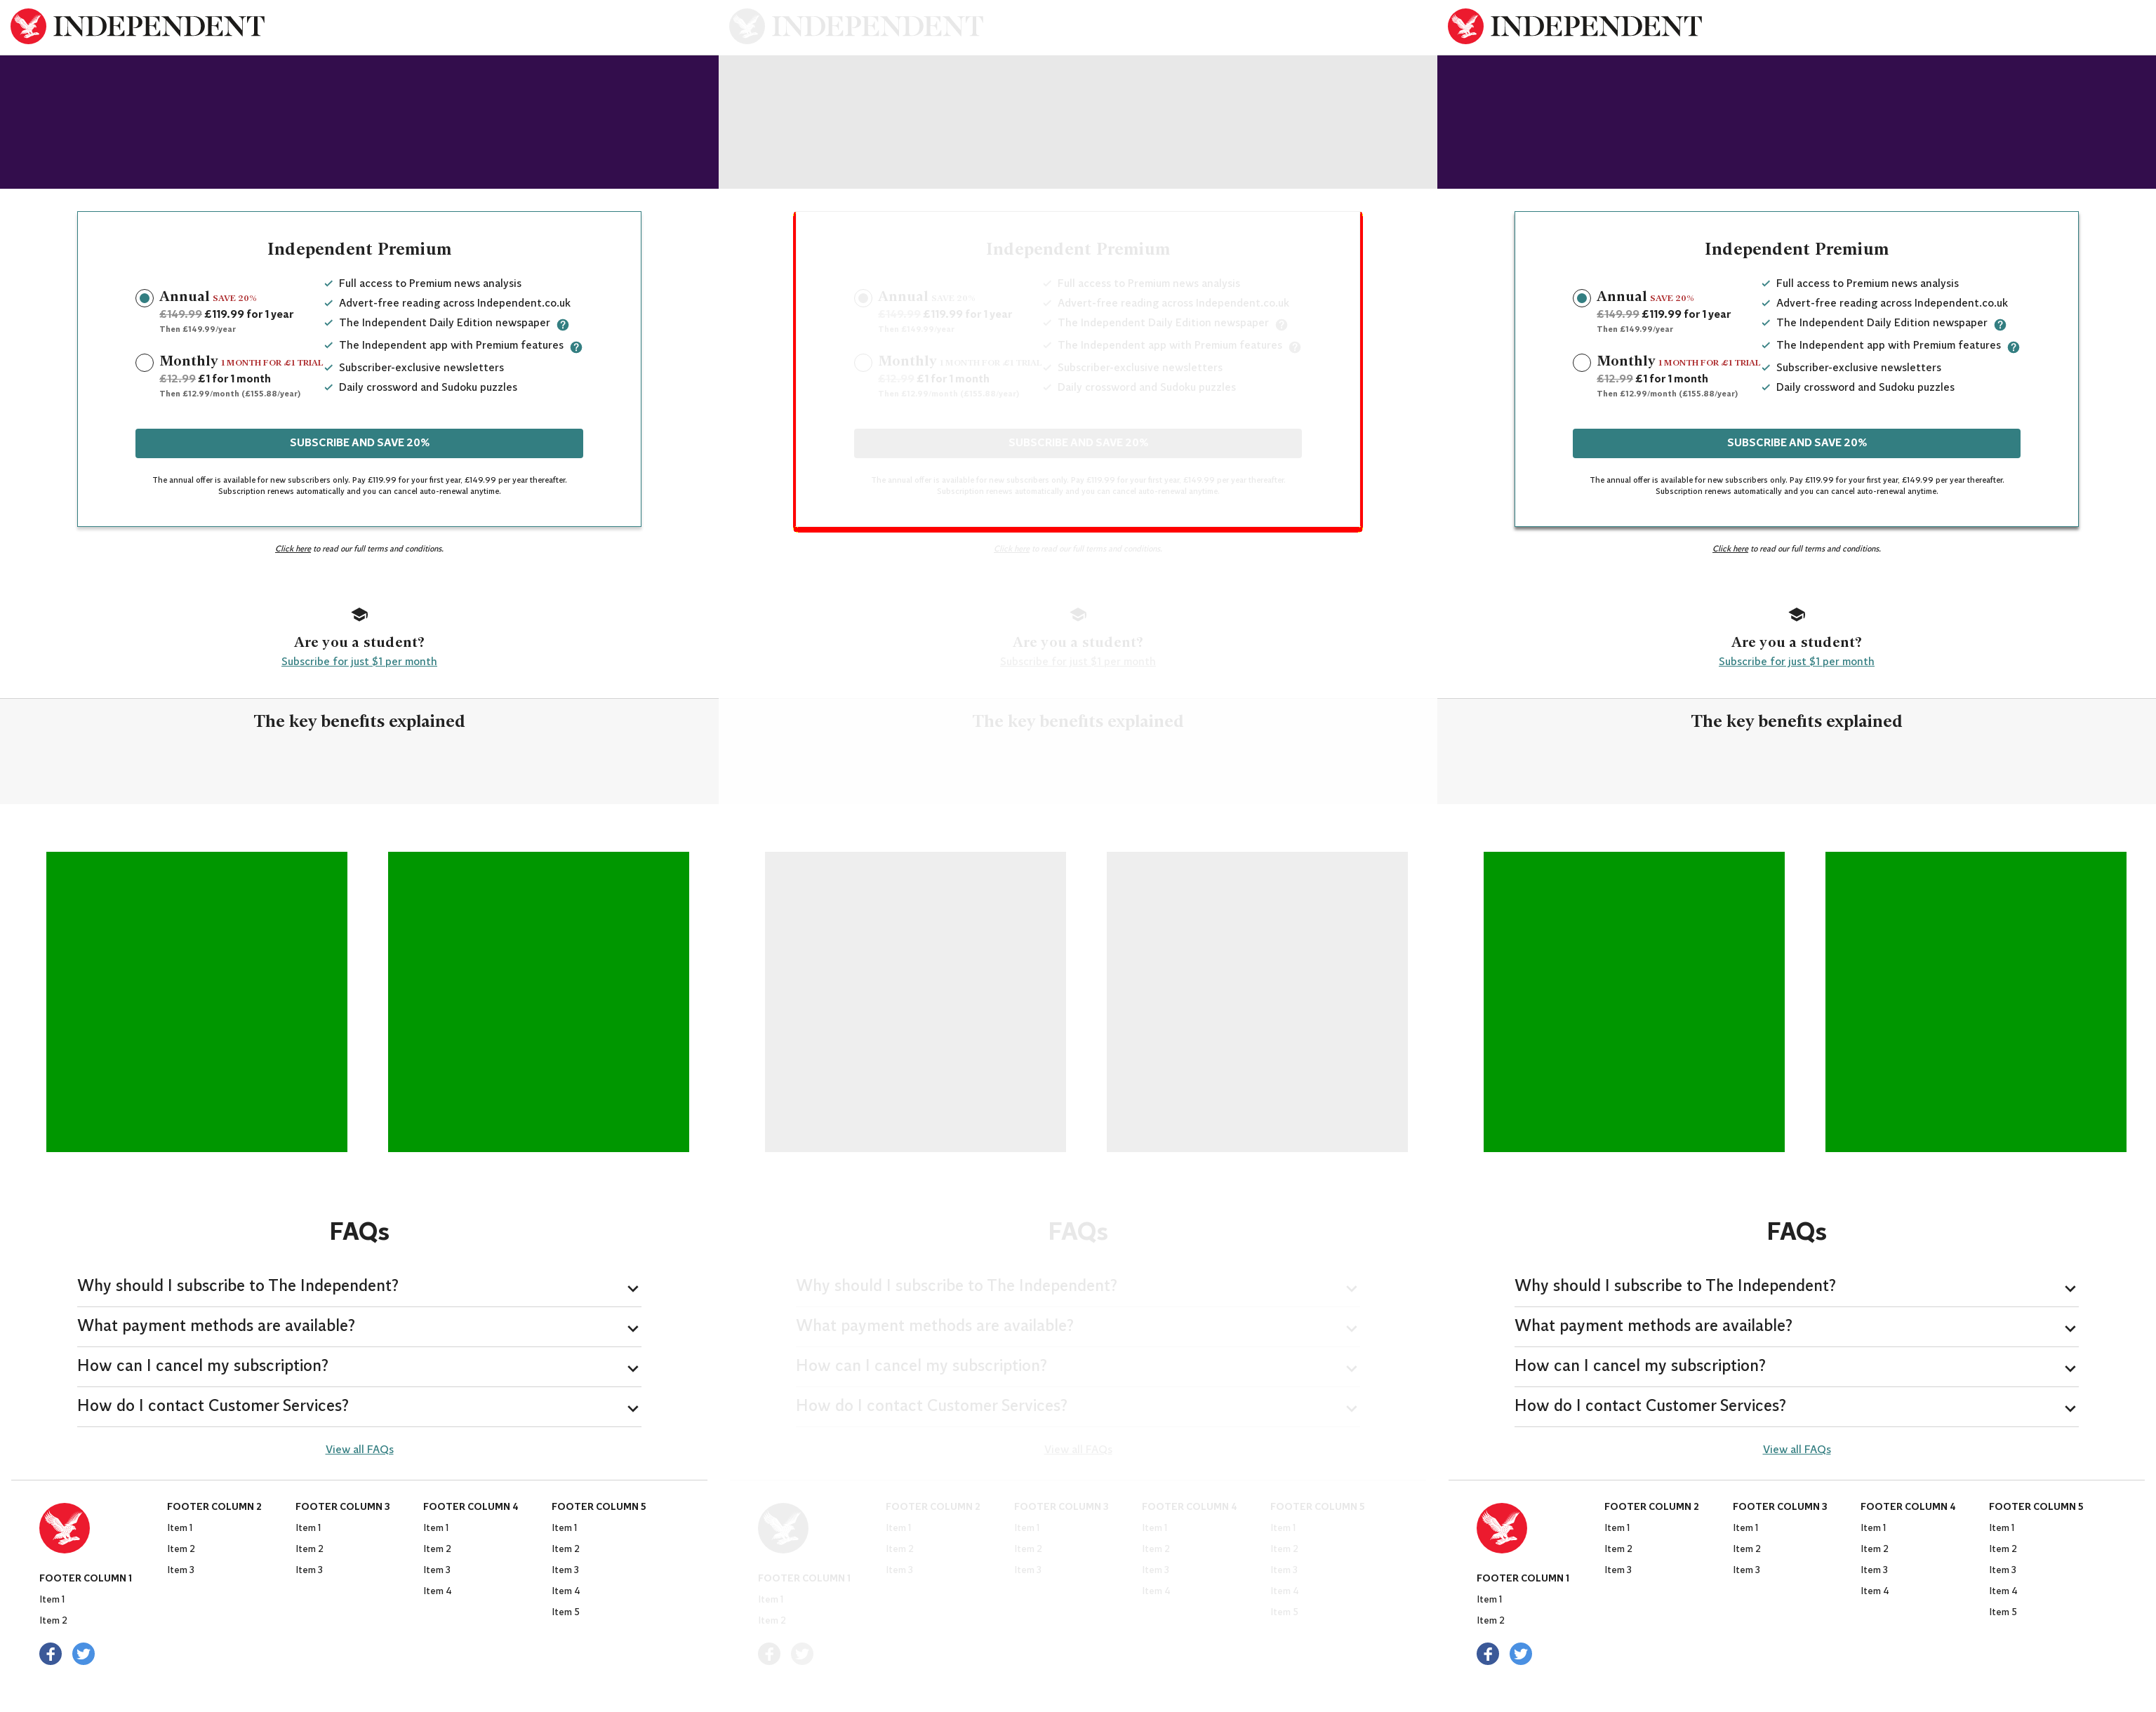 INDEPENDENT
Independent Premium
Annual SAVE 20%
£149.99 £119.99 for 1 year
Then £149.99/year
Monthly 1 MONTH FOR £1 TRIAL
£12.99 £1 for 1 month
Then £12.99/month (£155.88/year)
Full access to Premium news analysis
Advert-free reading across Independent.co.uk
The Independent Daily Edition newspaper ?
The Independent app with Premium features ?
Subscriber-exclusive newsletters
Daily crossword and Sudoku puzzles
SUBSCRIBE AND SAVE 20%
The annual offer is available for new subscribers only. Pay £119.99 for your first year, £149.99 per year thereafter.
Subscription renews automatically and you can cancel auto-renewal anytime.
Click here to read our full terms and conditions.
Are you a student?
Subscribe for just $1 per month
The key benefits explained
FAQs
Why should I subscribe to The Independent?
What payment methods are available?
How can I cancel my subscription?
How do I contact Customer Services?
View all FAQs
FOOTER COLUMN 1
Item 1
Item 2
FOOTER COLUMN 2
Item 1
Item 2
Item 3
FOOTER COLUMN 3
Item 1
Item 2
Item 3
FOOTER COLUMN 4
Item 1
Item 2
Item 3
Item 4
FOOTER COLUMN 5
Item 1
Item 2
Item 3
Item 4
Item 5
INDEPENDENT
Independent Premium
Annual SAVE 20%
£149.99 £119.99 for 1 year
Then £149.99/year
Monthly 1 MONTH FOR £1 TRIAL
£12.99 £1 for 1 month
Then £12.99/month (£155.88/year)
Full access to Premium news analysis
Advert-free reading across Independent.co.uk
The Independent Daily Edition newspaper ?
The Independent app with Premium features ?
Subscriber-exclusive newsletters
Daily crossword and Sudoku puzzles
SUBSCRIBE AND SAVE 20%
The annual offer is available for new subscribers only. Pay £119.99 for your first year, £149.99 per year thereafter.
Subscription renews automatically and you can cancel auto-renewal anytime.
Click here to read our full terms and conditions.
Are you a student?
Subscribe for just $1 per month
The key benefits explained
FAQs
Why should I subscribe to The Independent?
What payment methods are available?
How can I cancel my subscription?
How do I contact Customer Services?
View all FAQs
FOOTER COLUMN 1
Item 1
Item 2
FOOTER COLUMN 2
Item 1
Item 2
Item 3
FOOTER COLUMN 3
Item 1
Item 2
Item 3
FOOTER COLUMN 4
Item 1
Item 2
Item 3
Item 4
FOOTER COLUMN 5
Item 1
Item 2
Item 3
Item 4
Item 5
INDEPENDENT
Independent Premium
Annual SAVE 20%
£149.99 £119.99 for 1 year
Then £149.99/year
Monthly 1 MONTH FOR £1 TRIAL
£12.99 £1 for 1 month
Then £12.99/month (£155.88/year)
Full access to Premium news analysis
Advert-free reading across Independent.co.uk
The Independent Daily Edition newspaper ?
The Independent app with Premium features ?
Subscriber-exclusive newsletters
Daily crossword and Sudoku puzzles
SUBSCRIBE AND SAVE 20%
The annual offer is available for new subscribers only. Pay £119.99 for your first year, £149.99 per year thereafter.
Subscription renews automatically and you can cancel auto-renewal anytime.
Click here to read our full terms and conditions.
Are you a student?
Subscribe for just $1 per month
The key benefits explained
FAQs
Why should I subscribe to The Independent?
What payment methods are available?
How can I cancel my subscription?
How do I contact Customer Services?
View all FAQs
FOOTER COLUMN 1
Item 1
Item 2
FOOTER COLUMN 2
Item 1
Item 2
Item 3
FOOTER COLUMN 3
Item 1
Item 2
Item 3
FOOTER COLUMN 4
Item 1
Item 2
Item 3
Item 4
FOOTER COLUMN 5
Item 1
Item 2
Item 3
Item 4
Item 5